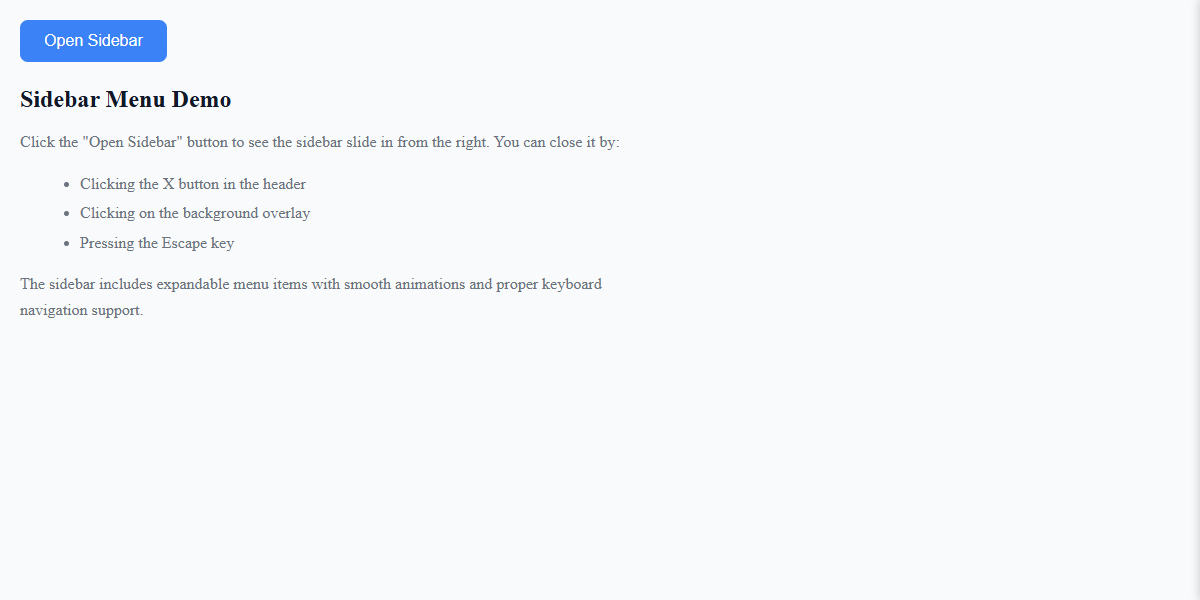 Open Sidebar
Sidebar Menu Demo
Click the "Open Sidebar" button to see the sidebar slide in from the right. You can close it by:
Clicking the X button in the header
Clicking on the background overlay
Pressing the Escape key
The sidebar includes expandable menu items with smooth animations and proper keyboard
navigation support.